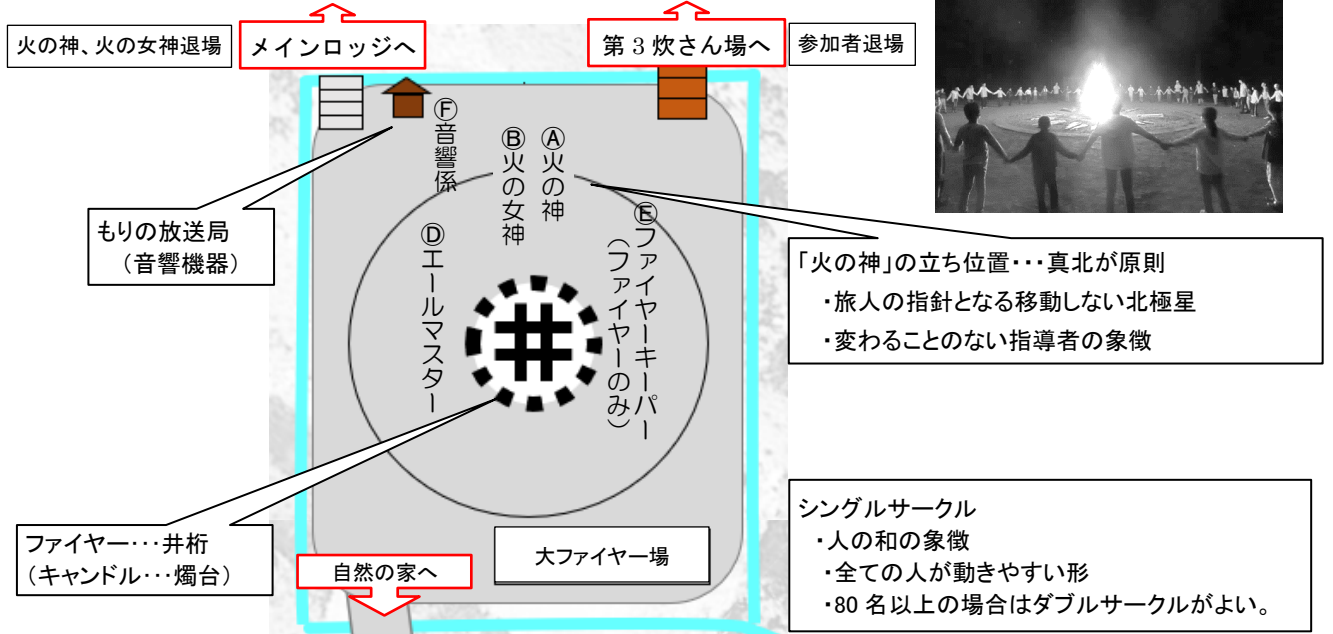 火の神、火の女神退場
メインロッジへ
第3炊さん場へ
参加者退場
Ⓕ音響係
Ⓑ火の女神
Ⓐ火の神
Ⓔファイヤーキーパー
（ファイヤーのみ）
Ⓓエールマスター
もりの放送局
（音響機器）
「火の神」の立ち位置・・・真北が原則
・旅人の指針となる移動しない北極星
・変わることのない指導者の象徴
ファイヤー・・・井桁
（キャンドル・・・燭台）
自然の家へ
大ファイヤー場
シングルサークル
・人の和の象徴
・全ての人が動きやすい形
・80名以上の場合はダブルサークルがよい。